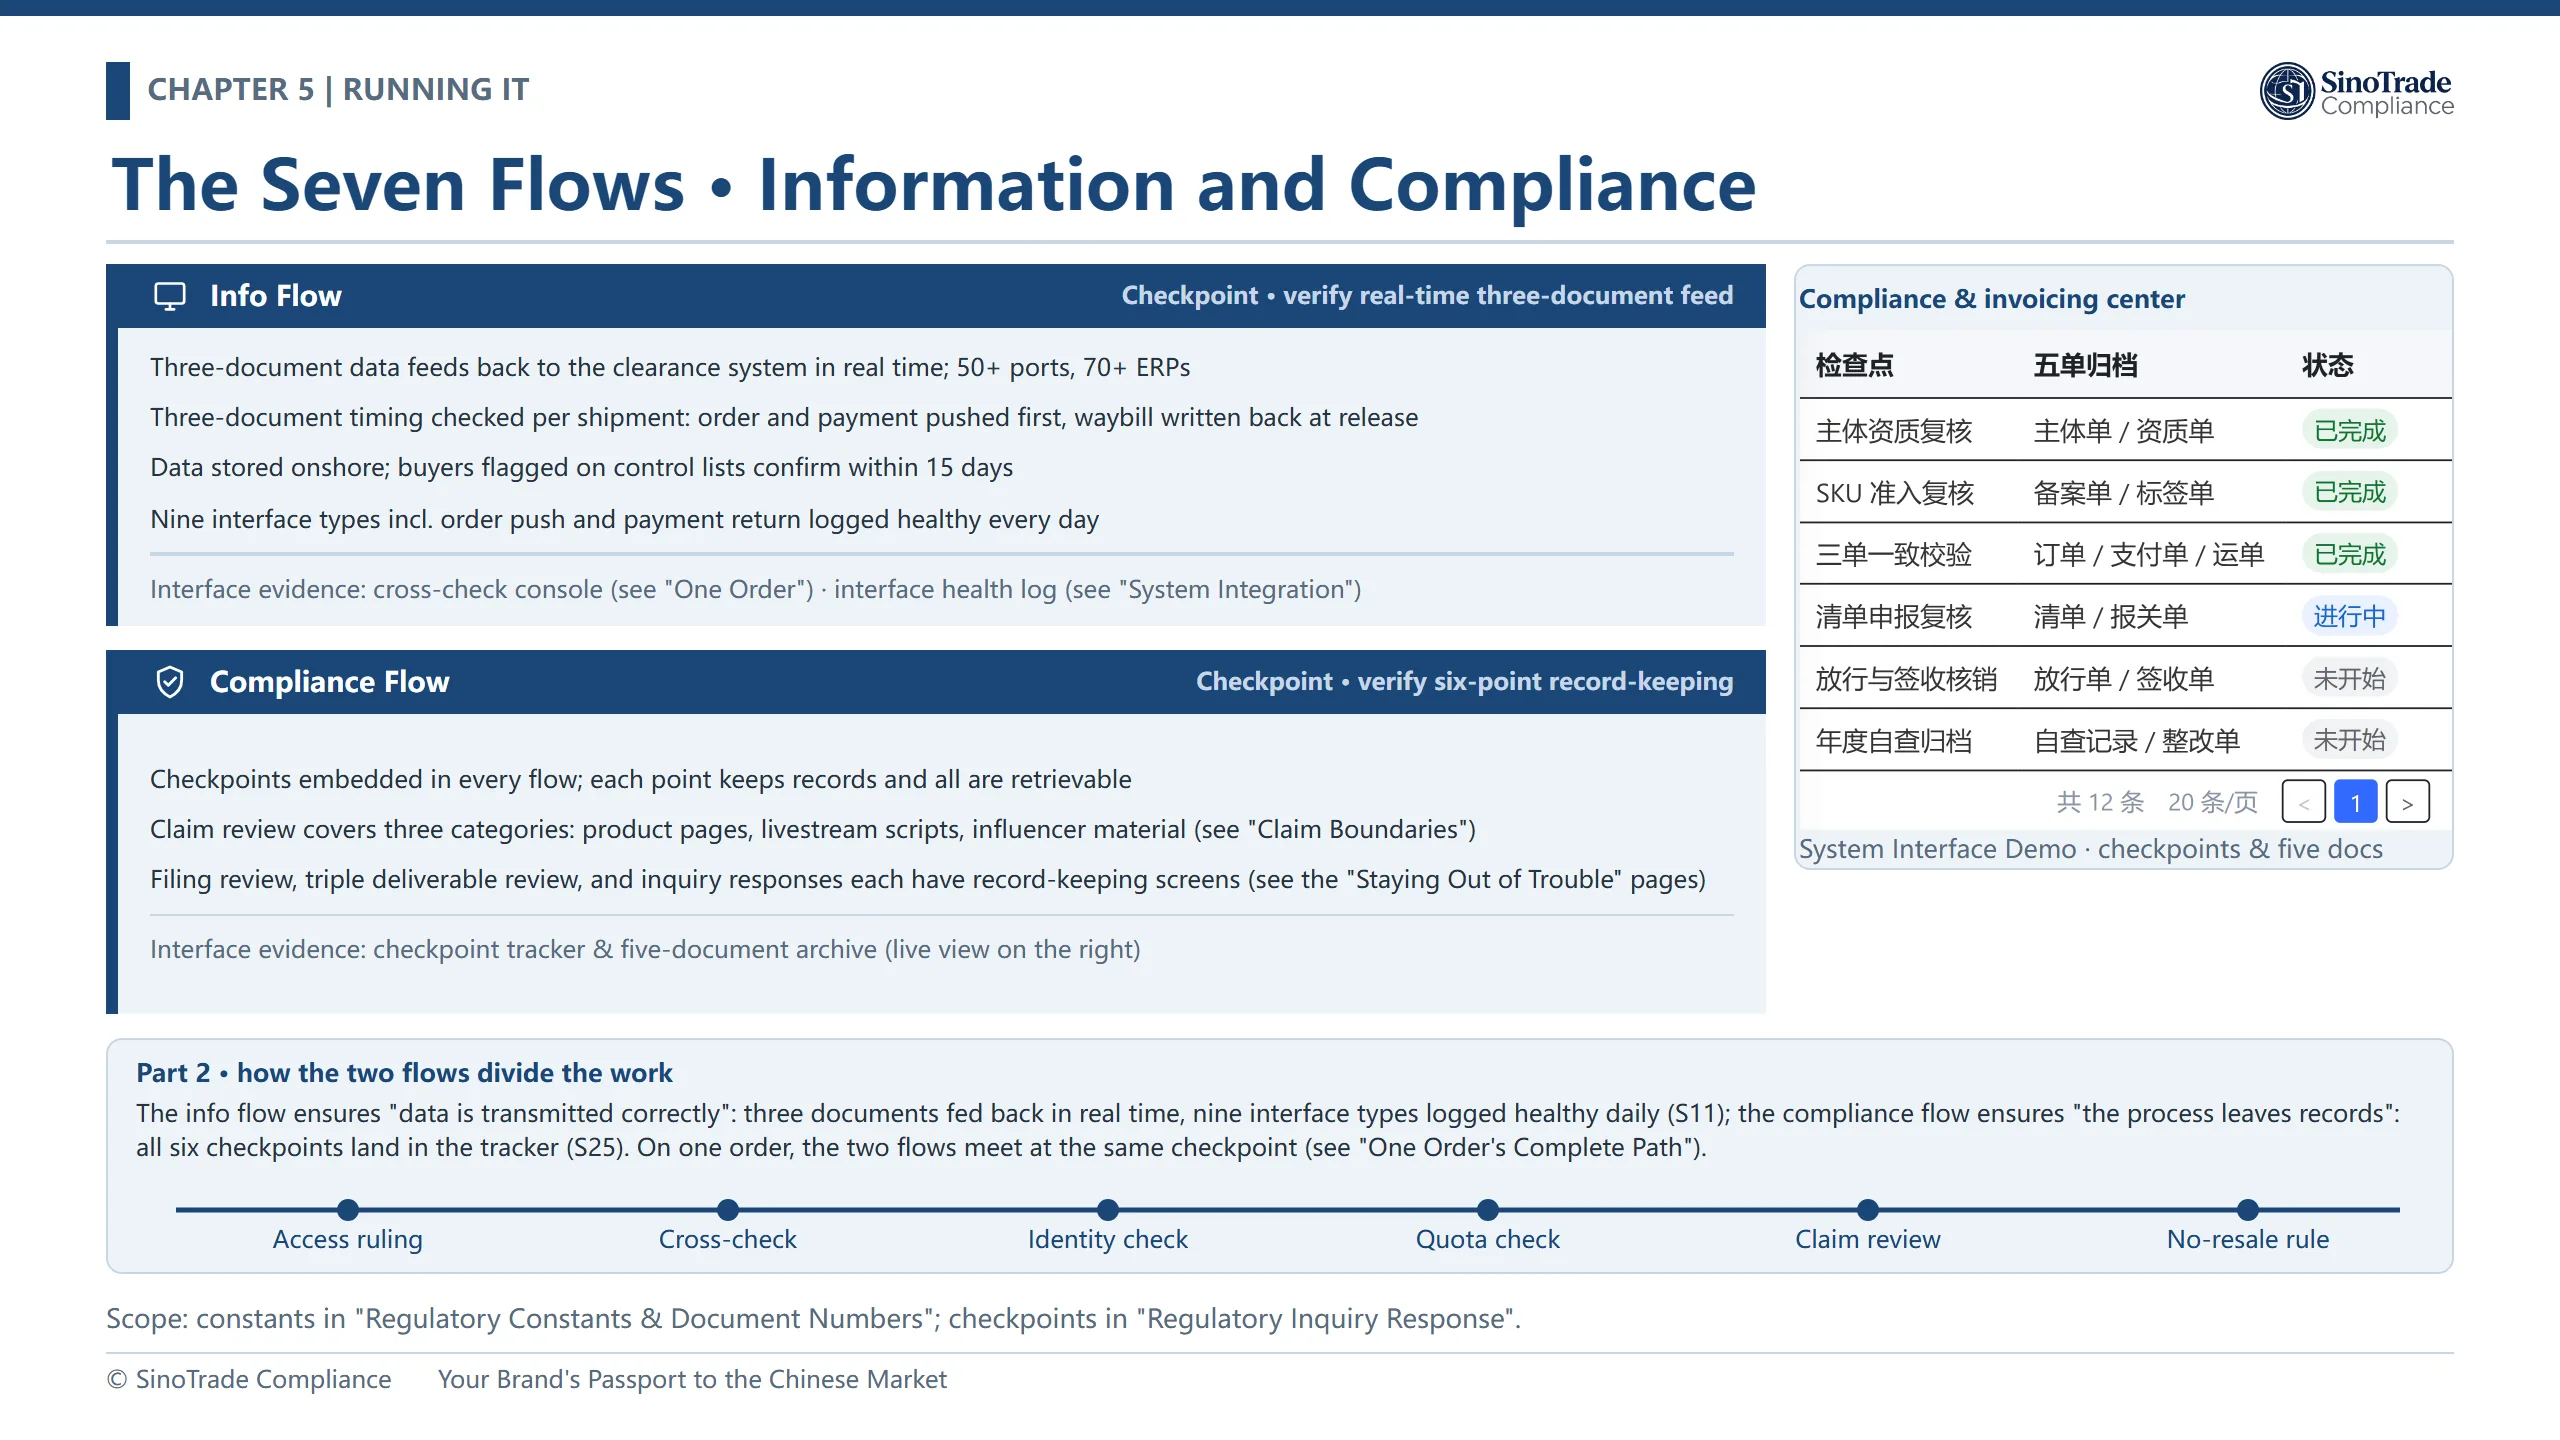 CHAPTER 5 | RUNNING IT
SinoTrade
Compliance
The Seven Flows • Information and Compliance
Info Flow
Checkpoint • verify real-time three-document feed
Three-document data feeds back to the clearance system in real time; 50+ ports, 70+ ERPs
Three-document timing checked per shipment: order and payment pushed first, waybill written back at release
Data stored onshore; buyers flagged on control lists confirm within 15 days
Nine interface types incl. order push and payment return logged healthy every day
Interface evidence: cross-check console (see "One Order") · interface health log (see "System Integration")
Compliance Flow
Checkpoint • verify six-point record-keeping
Checkpoints embedded in every flow; each point keeps records and all are retrievable
Claim review covers three categories: product pages, livestream scripts, influencer material (see "Claim Boundaries")
Filing review, triple deliverable review, and inquiry responses each have record-keeping screens (see the "Staying Out of Trouble" pages)
Interface evidence: checkpoint tracker & five-document archive (live view on the right)
Compliance & invoicing center
检查点 五单归档 状态
主体资质复核 主体单 / 资质单 已完成
SKU 准入复核 备案单 / 标签单 已完成
三单一致校验 订单 / 支付单 / 运单 已完成
清单申报复核 清单 / 报关单 进行中
放行与签收核销 放行单 / 签收单 未开始
年度自查归档 自查记录 / 整改单 未开始
共 12 条 20 条/页 < 1 >
System Interface Demo · checkpoints & five docs
Part 2 • how the two flows divide the work
The info flow ensures "data is transmitted correctly": three documents fed back in real time, nine interface types logged healthy daily (S11); the compliance flow ensures "the process leaves records":
all six checkpoints land in the tracker (S25). On one order, the two flows meet at the same checkpoint (see "One Order's Complete Path").
Access ruling Cross-check Identity check Quota check Claim review No-resale rule
Scope: constants in "Regulatory Constants & Document Numbers"; checkpoints in "Regulatory Inquiry Response".
© SinoTrade Compliance Your Brand's Passport to the Chinese Market